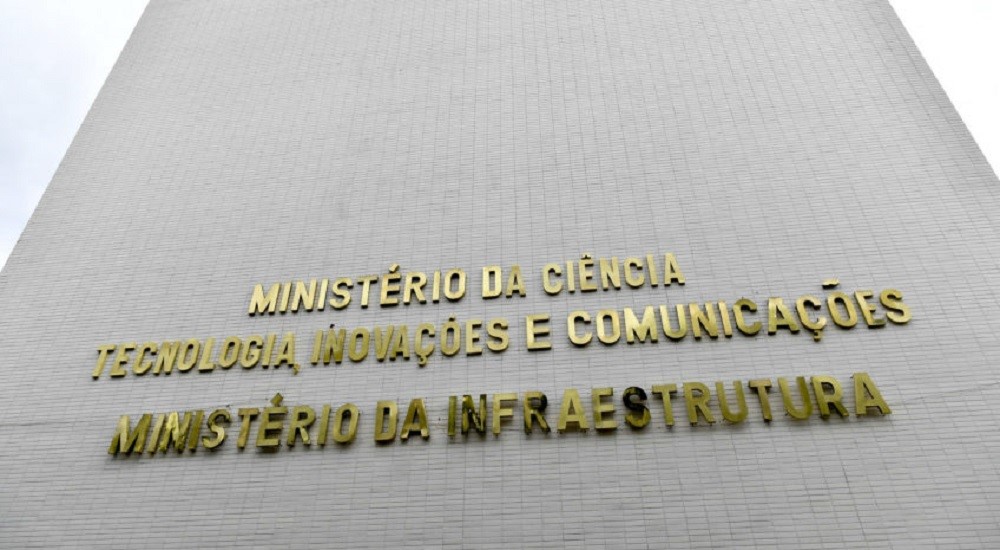 MINISTÉRIO DA CIÊNCIA
TECNOLOGIA, INOVAÇÕES E COMUNICAÇÕES
MINISTÉRIO DA INFRAESTRUTURA